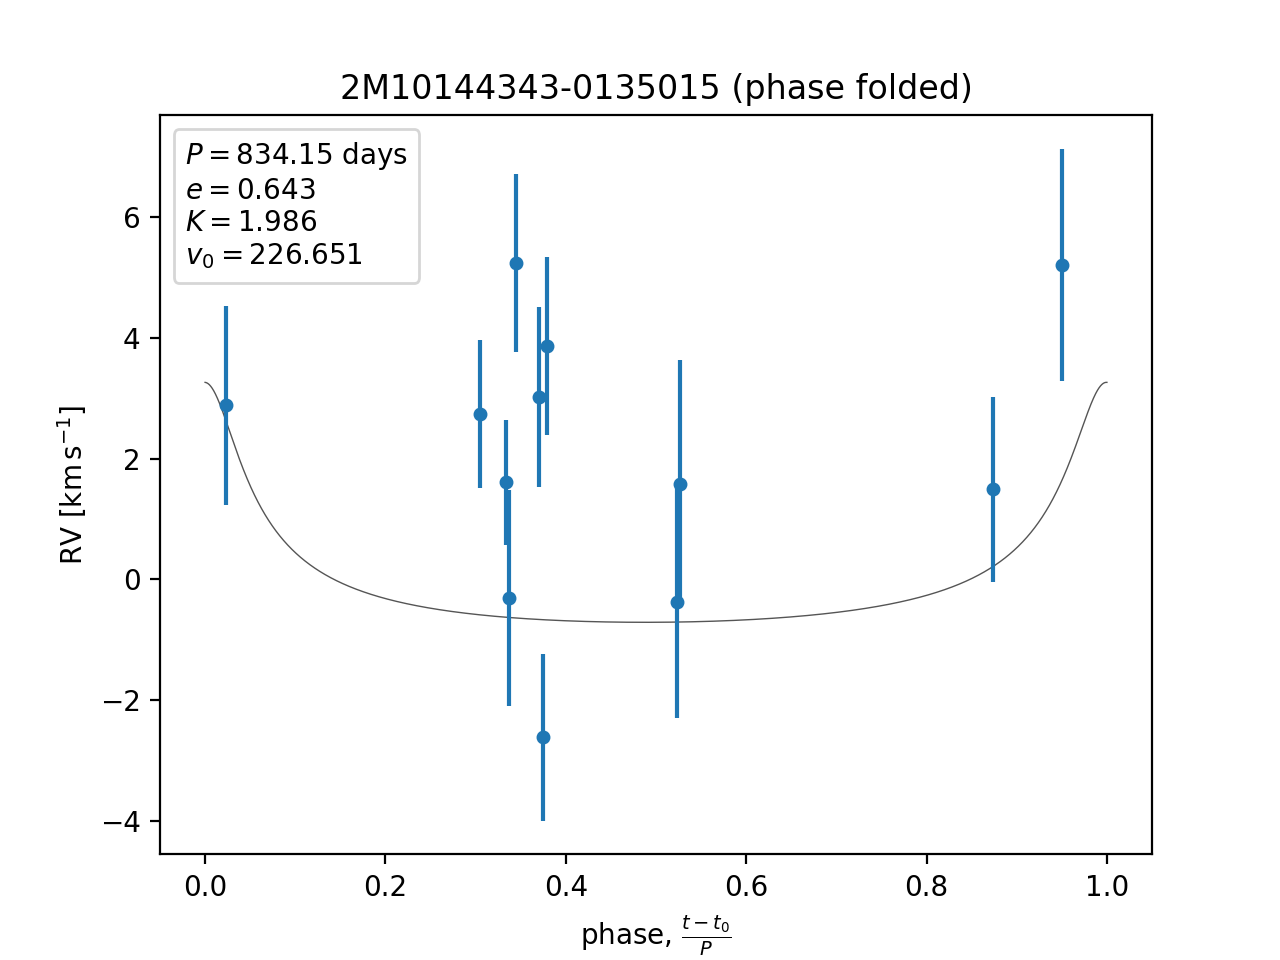 2M10144343-0135015 (phase folded)
P = 834.15 days
e = 0.643
K = 1.986
v₀ = 226.651
RV [km s⁻¹]
6
4
2
0
−2
−4
0.0 0.2 0.4 0.6 0.8 1.0
phase, (t − t₀)/P